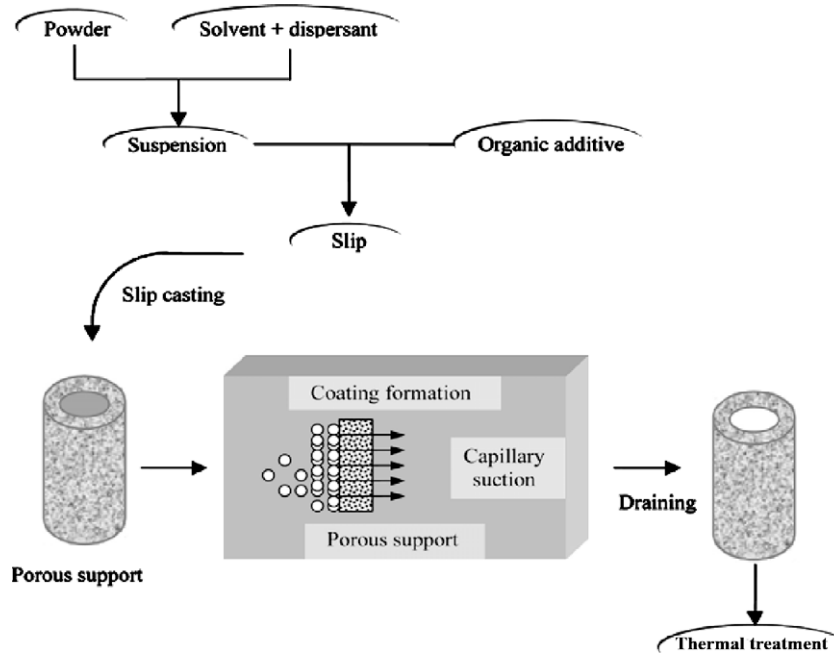 Powder
Solvent + dispersant
Suspension
Organic additive
Slip
Slip casting
Coating formation
Capillary
suction
Porous support
Draining
Porous support
Thermal treatment